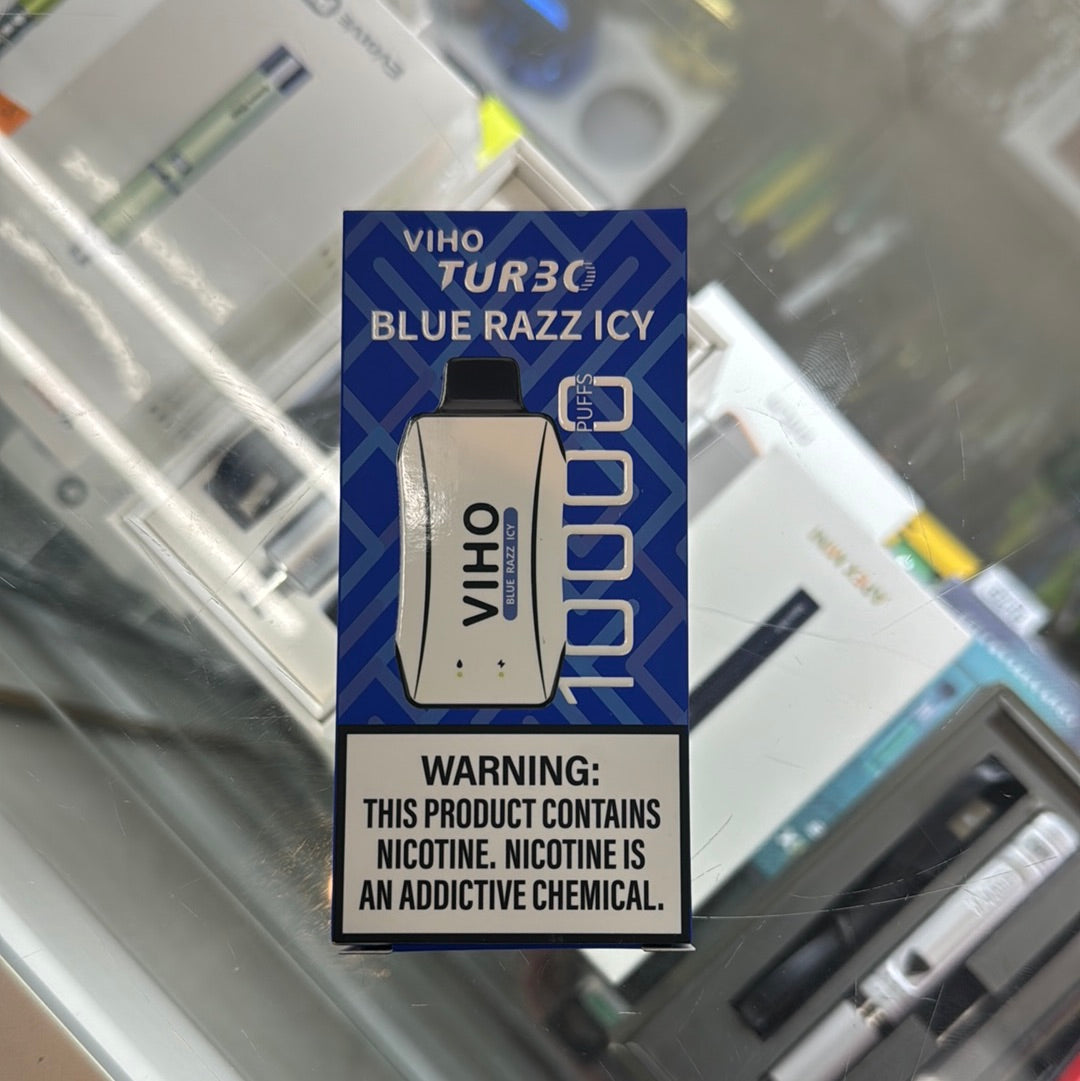 VIHO
TURBO
BLUE RAZZ ICY
10000
PUFFS
VIHO
BLUE RAZZ ICY
WARNING:
THIS PRODUCT CONTAINS
NICOTINE. NICOTINE IS
AN ADDICTIVE CHEMICAL.
EVOLVE